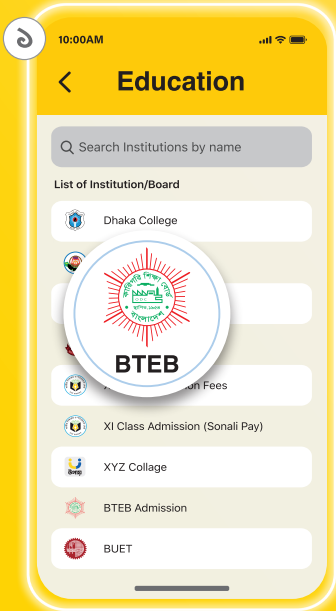 ১
10:00AM
Education
Search Institutions by name
List of Institution/Board
Dhaka College
কারিগরি শিক্ষা বোর্ড
বাংলাদেশ
BTEB
Fees
XI Class Admission (Sonali Pay)
XYZ Collage
BTEB Admission
BUET